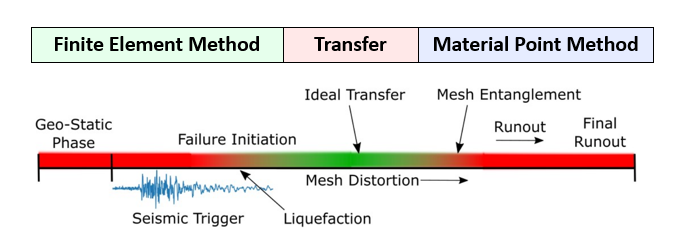 Finite Element Method
Transfer
Material Point Method
Ideal Transfer
Mesh Entanglement
Geo-Static
Phase
Failure Initiation
Runout
Final
Runout
Mesh Distortion
Seismic Trigger
Liquefaction